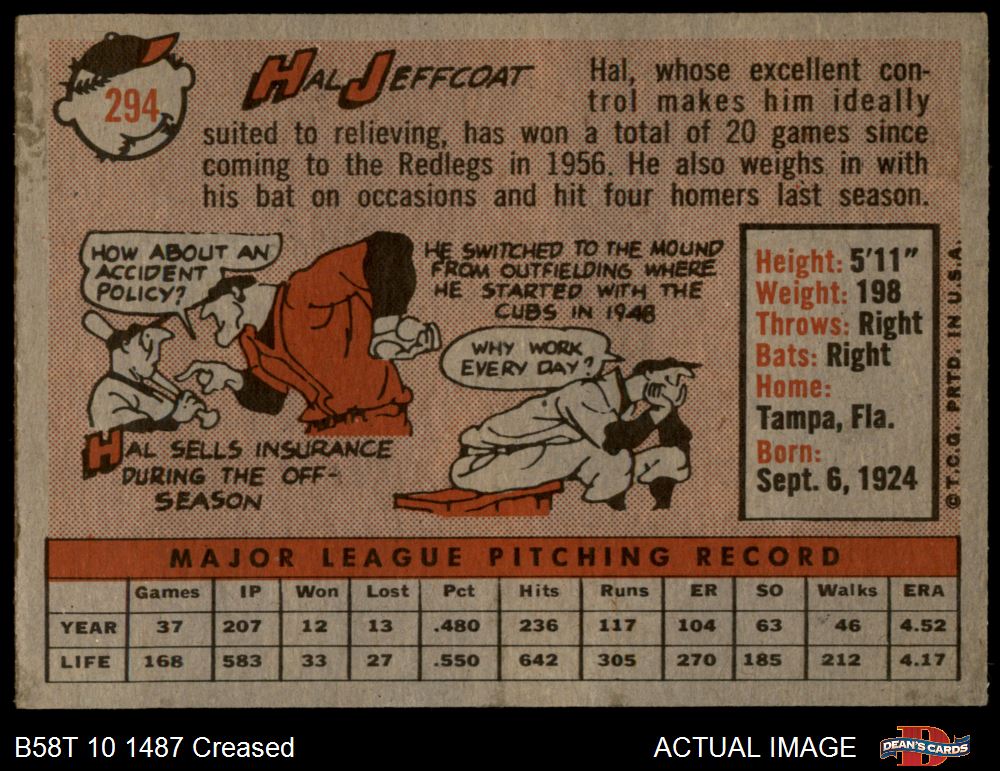 294
HAL JEFFCOAT
Hal, whose excellent con-
trol makes him ideally
suited to relieving, has won a total of 20 games since
coming to the Redlegs in 1956. He also weighs in with
his bat on occasions and hit four homers last season.
HOW ABOUT AN
ACCIDENT
POLICY?
HAL SELLS INSURANCE
DURING THE OFF-
SEASON
HE SWITCHED TO THE MOUND
FROM OUTFIELDING WHERE
HE STARTED WITH THE
CUBS IN 1948
WHY WORK
EVERY DAY?
Height: 5'11"
Weight: 198
Throws: Right
Bats: Right
Home:
Tampa, Fla.
Born:
Sept. 6, 1924
©T.C.G. PRTD. IN U.S.A.
MAJOR LEAGUE PITCHING RECORD
Games IP Won Lost Pct Hits Runs ER SO Walks ERA
YEAR 37 207 12 13 .480 236 117 104 63 46 4.52
LIFE 168 583 33 27 .550 642 305 270 185 212 4.17
B58T 10 1487 Creased
ACTUAL IMAGE
D
DEAN'S CARDS